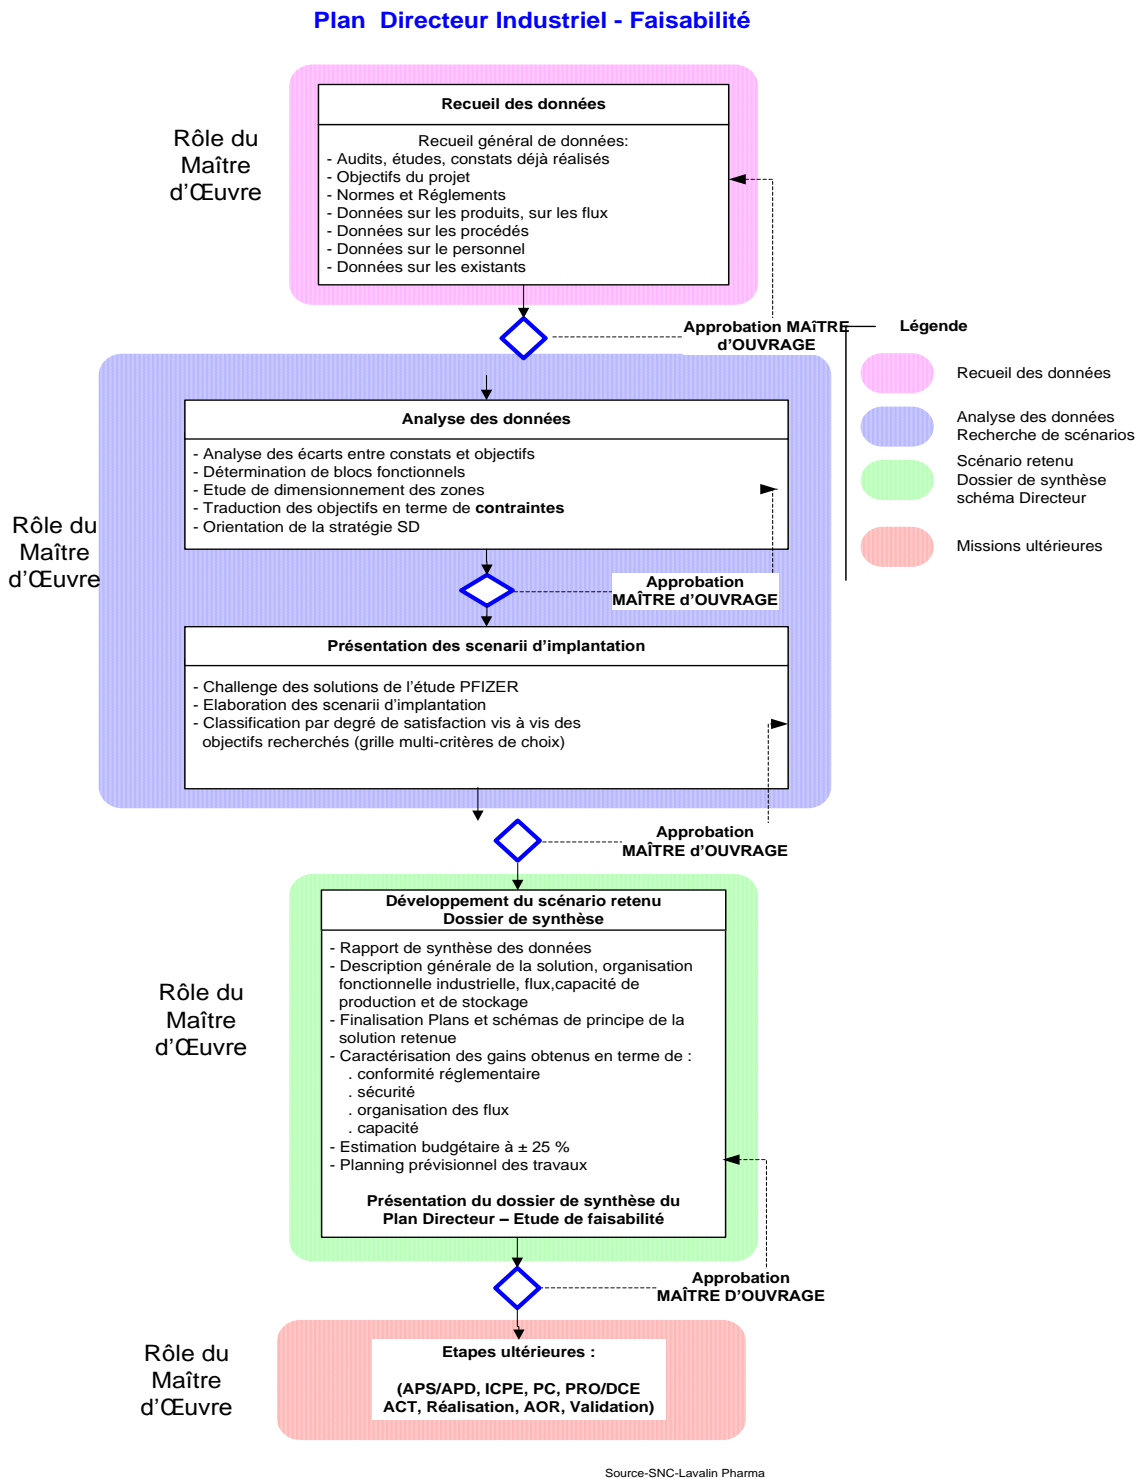 Plan Directeur Industriel - Faisabilité
Rôle du
Maître
d'Œuvre
Recueil des données
Recueil général de données:
- Audits, études, constats déjà réalisés
- Objectifs du projet
- Normes et Réglements
- Données sur les produits, sur les flux
- Données sur les procédés
- Données sur le personnel
- Données sur les existants
Approbation MAîTRE
d'OUVRAGE
Légende
Recueil des données
Analyse des données
Recherche de scénarios
Scénario retenu
Dossier de synthèse
schéma Directeur
Missions ultérieures
Rôle du
Maître
d'Œuvre
Analyse des données
- Analyse des écarts entre constats et objectifs
- Détermination de blocs fonctionnels
- Etude de dimensionnement des zones
- Traduction des objectifs en terme de contraintes
- Orientation de la stratégie SD
Approbation
MAÎTRE d'OUVRAGE
Présentation des scenarii d'implantation
- Challenge des solutions de l'étude PFIZER
- Elaboration des scenarii d'implantation
- Classification par degré de satisfaction vis à vis des
objectifs recherchés (grille multi-critères de choix)
Approbation
MAÎTRE d'OUVRAGE
Rôle du
Maître
d'Œuvre
Développement du scénario retenu
Dossier de synthèse
- Rapport de synthèse des données
- Description générale de la solution, organisation
fonctionnelle industrielle, flux,capacité de
production et de stockage
- Finalisation Plans et schémas de principe de la
solution retenue
- Caractérisation des gains obtenus en terme de :
. conformité réglementaire
. sécurité
. organisation des flux
. capacité
- Estimation budgétaire à ± 25 %
- Planning prévisionnel des travaux
Présentation du dossier de synthèse du
Plan Directeur – Etude de faisabilité
Approbation
MAÎTRE D'OUVRAGE
Rôle du
Maître
d'Œuvre
Etapes ultérieures :
(APS/APD, ICPE, PC, PRO/DCE
ACT, Réalisation, AOR, Validation)
Source-SNC-Lavalin Pharma